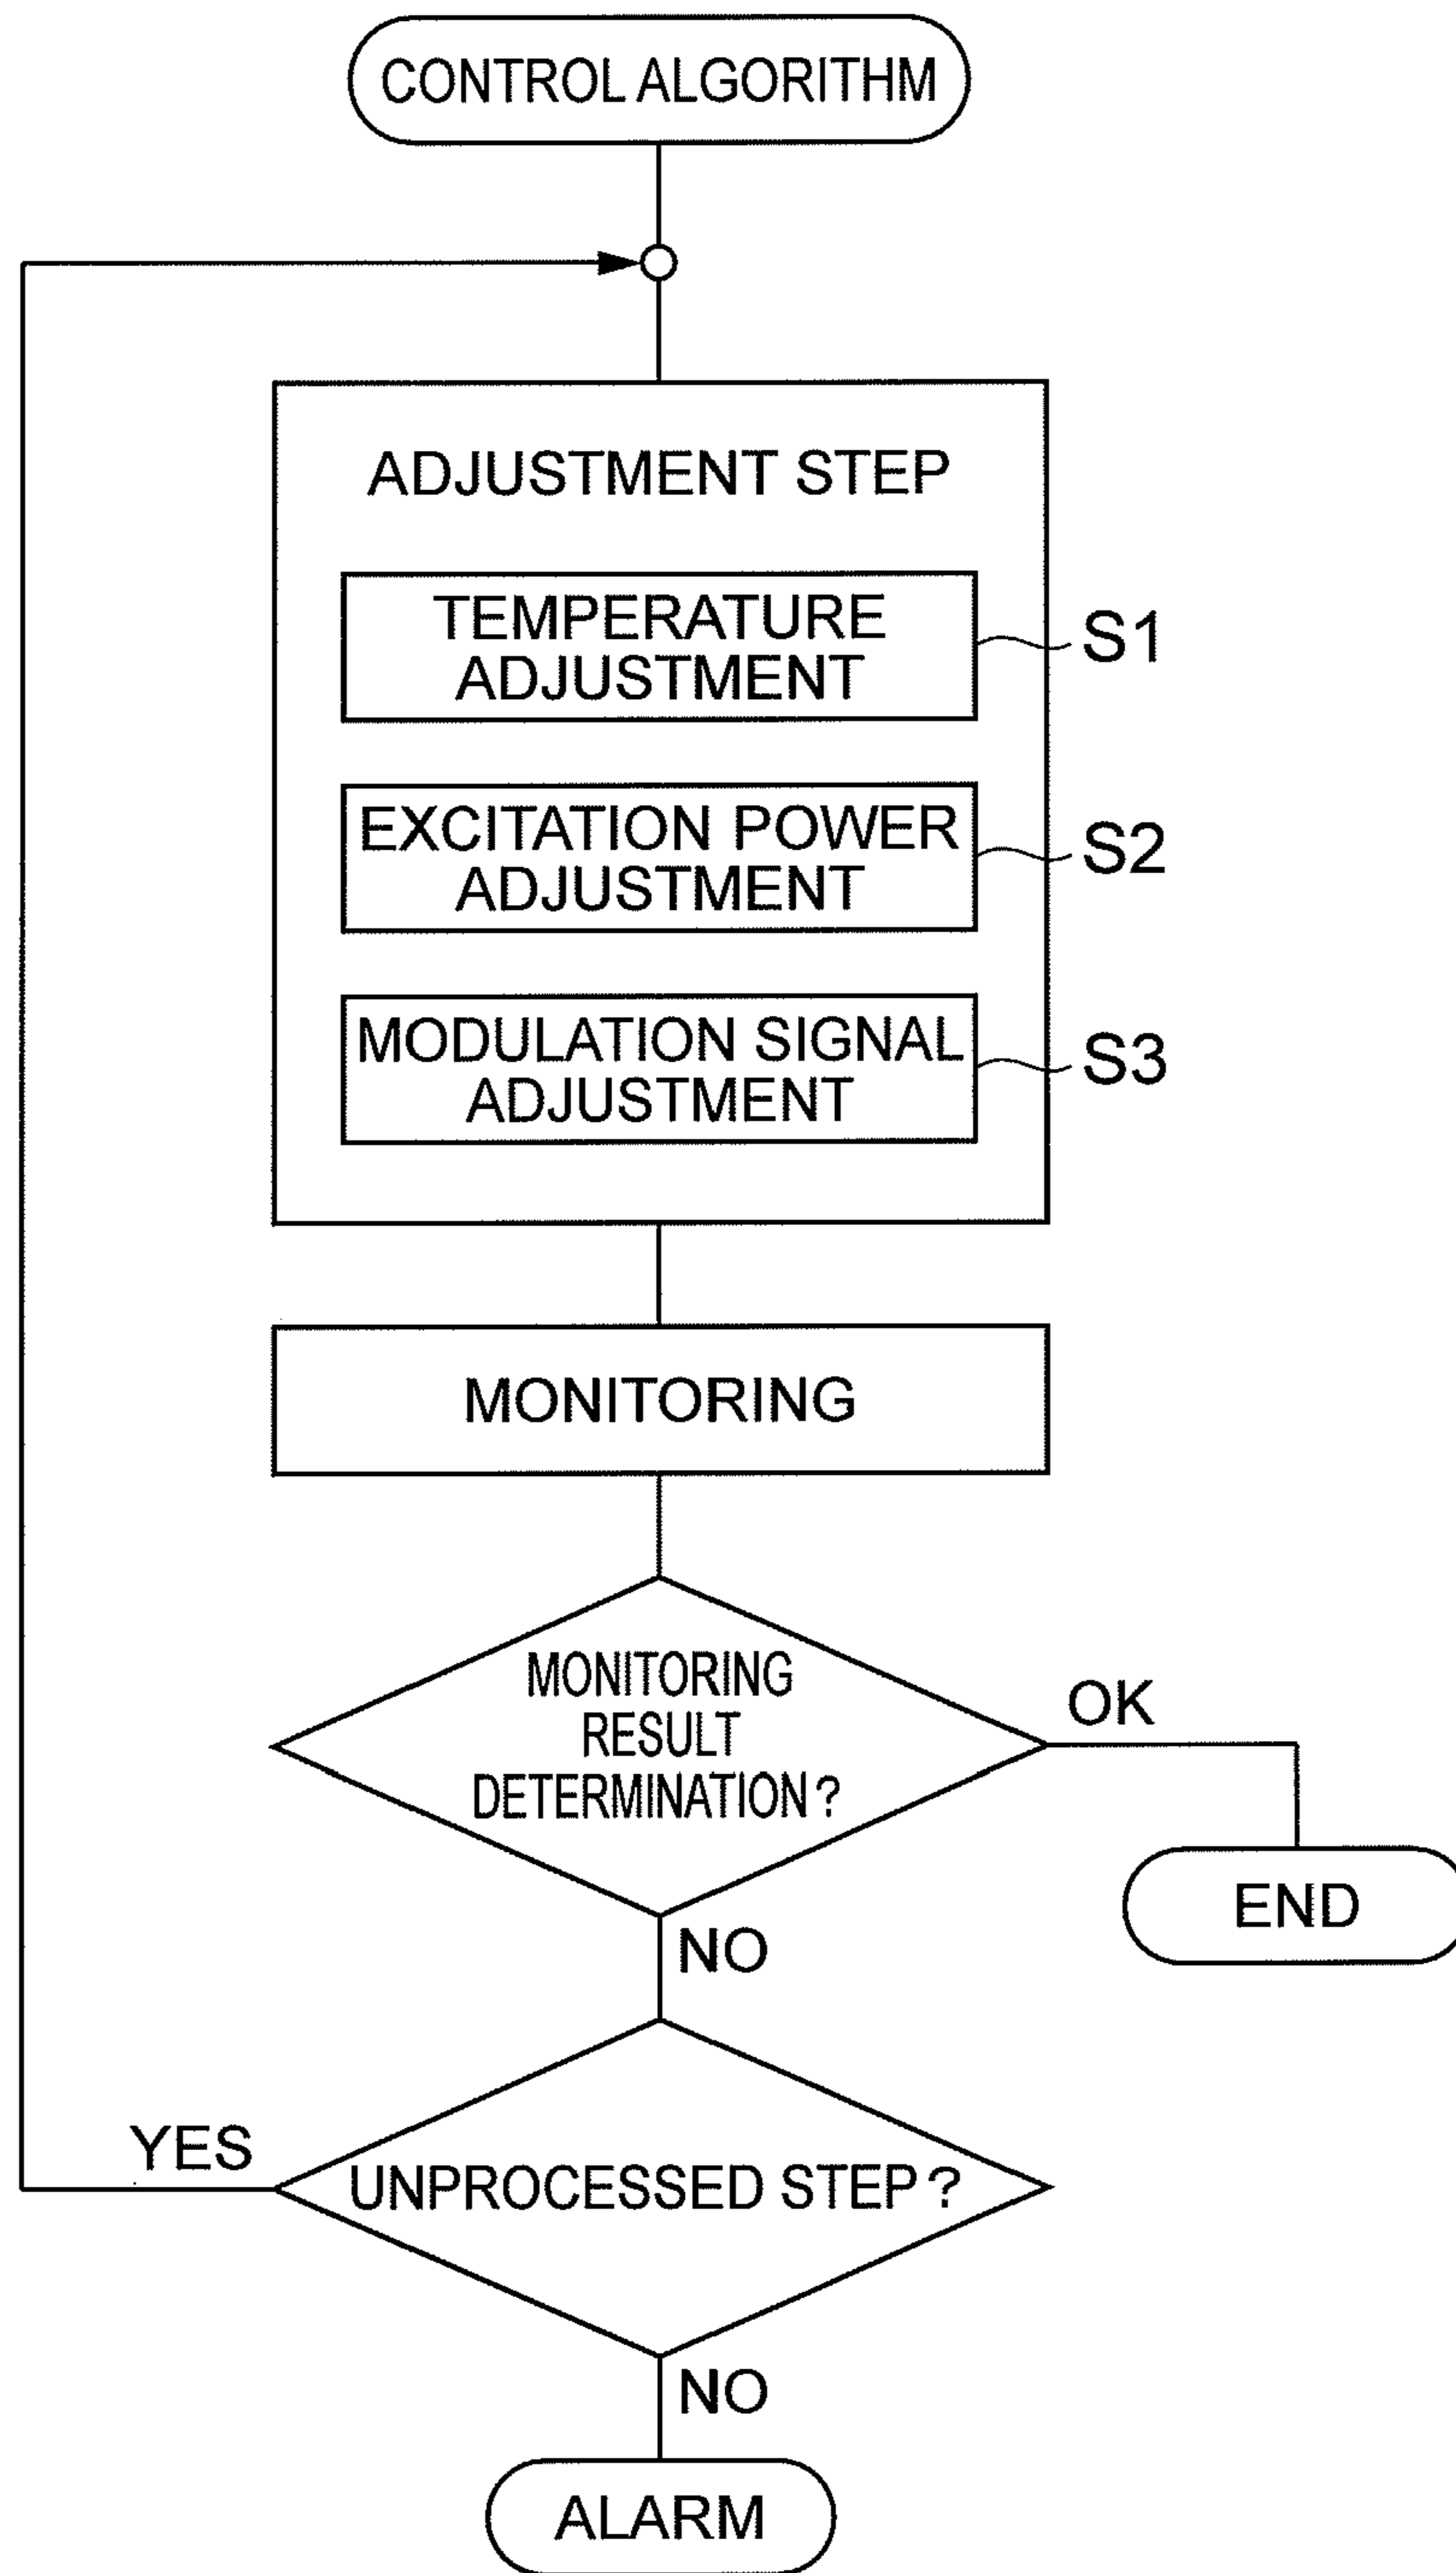 CONTROL ALGORITHM
ADJUSTMENT STEP
TEMPERATURE
ADJUSTMENT
S1
EXCITATION POWER
ADJUSTMENT
S2
MODULATION SIGNAL
ADJUSTMENT
S3
MONITORING
MONITORING
RESULT
DETERMINATION?
OK
END
NO
YES
UNPROCESSED STEP?
NO
ALARM